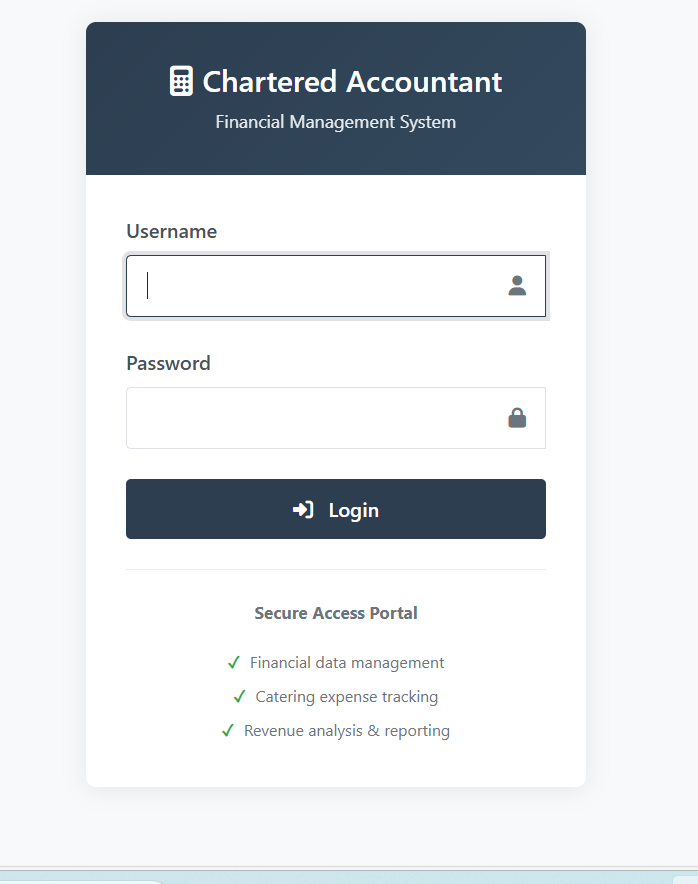 Chartered Accountant
Financial Management System
Username
Password
Login
Secure Access Portal
✓ Financial data management
✓ Catering expense tracking
✓ Revenue analysis & reporting